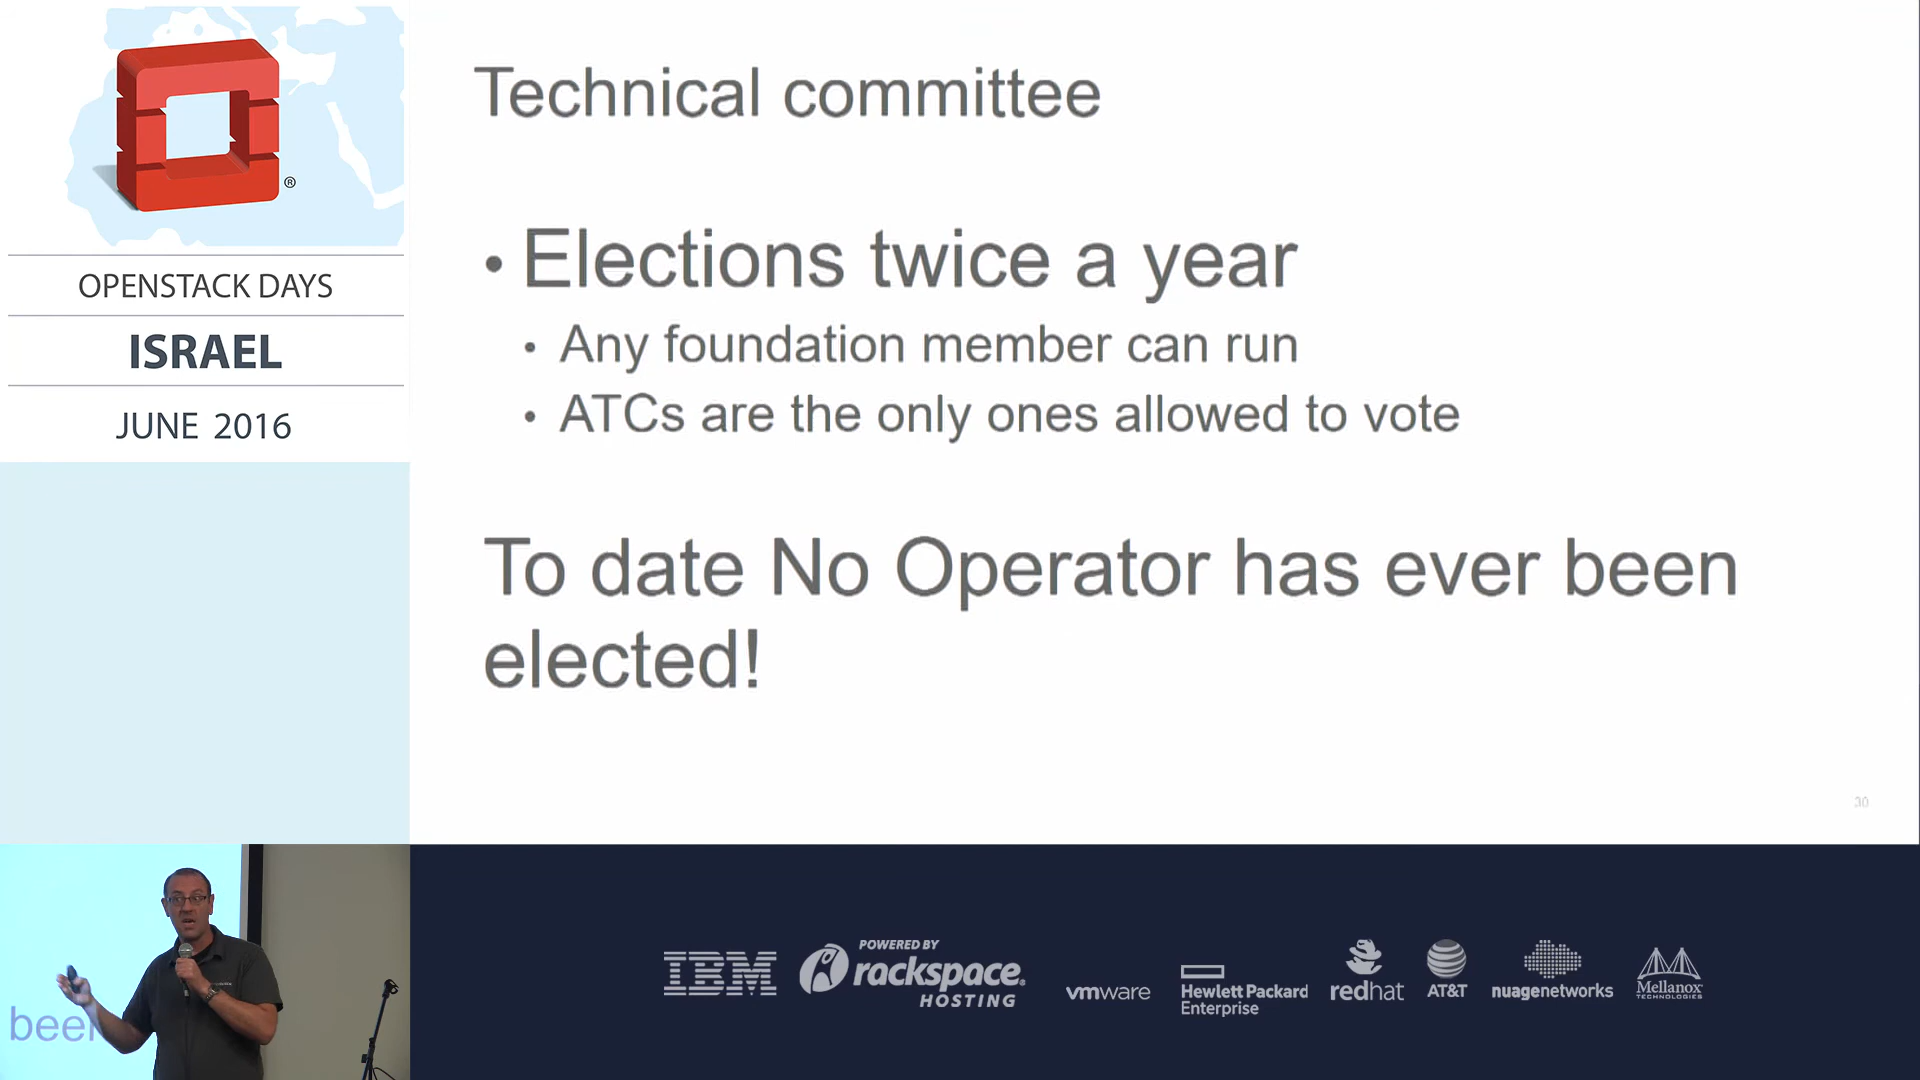 ®
OPENSTACK DAYS
ISRAEL
JUNE 2016
Technical committee
• Elections twice a year
• Any foundation member can run
• ATCs are the only ones allowed to vote
To date No Operator has ever been
elected!
30
been
IBM
POWERED BY
rackspace®
HOSTING
vmware
Hewlett Packard
Enterprise
redhat
AT&T
nuagenetworks
Mellanox
TECHNOLOGIES